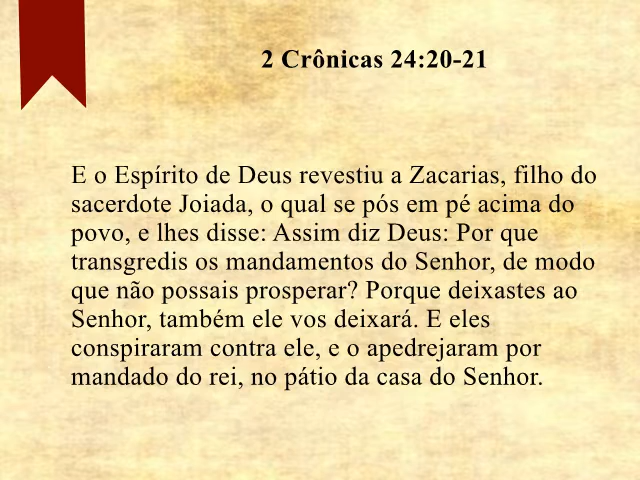 2 Crônicas 24:20-21
E o Espírito de Deus revestiu a Zacarias, filho do
sacerdote Joiada, o qual se pós em pé acima do
povo, e lhes disse: Assim diz Deus: Por que
transgredis os mandamentos do Senhor, de modo
que não possais prosperar? Porque deixastes ao
Senhor, também ele vos deixará. E eles
conspiraram contra ele, e o apedrejaram por
mandado do rei, no pátio da casa do Senhor.